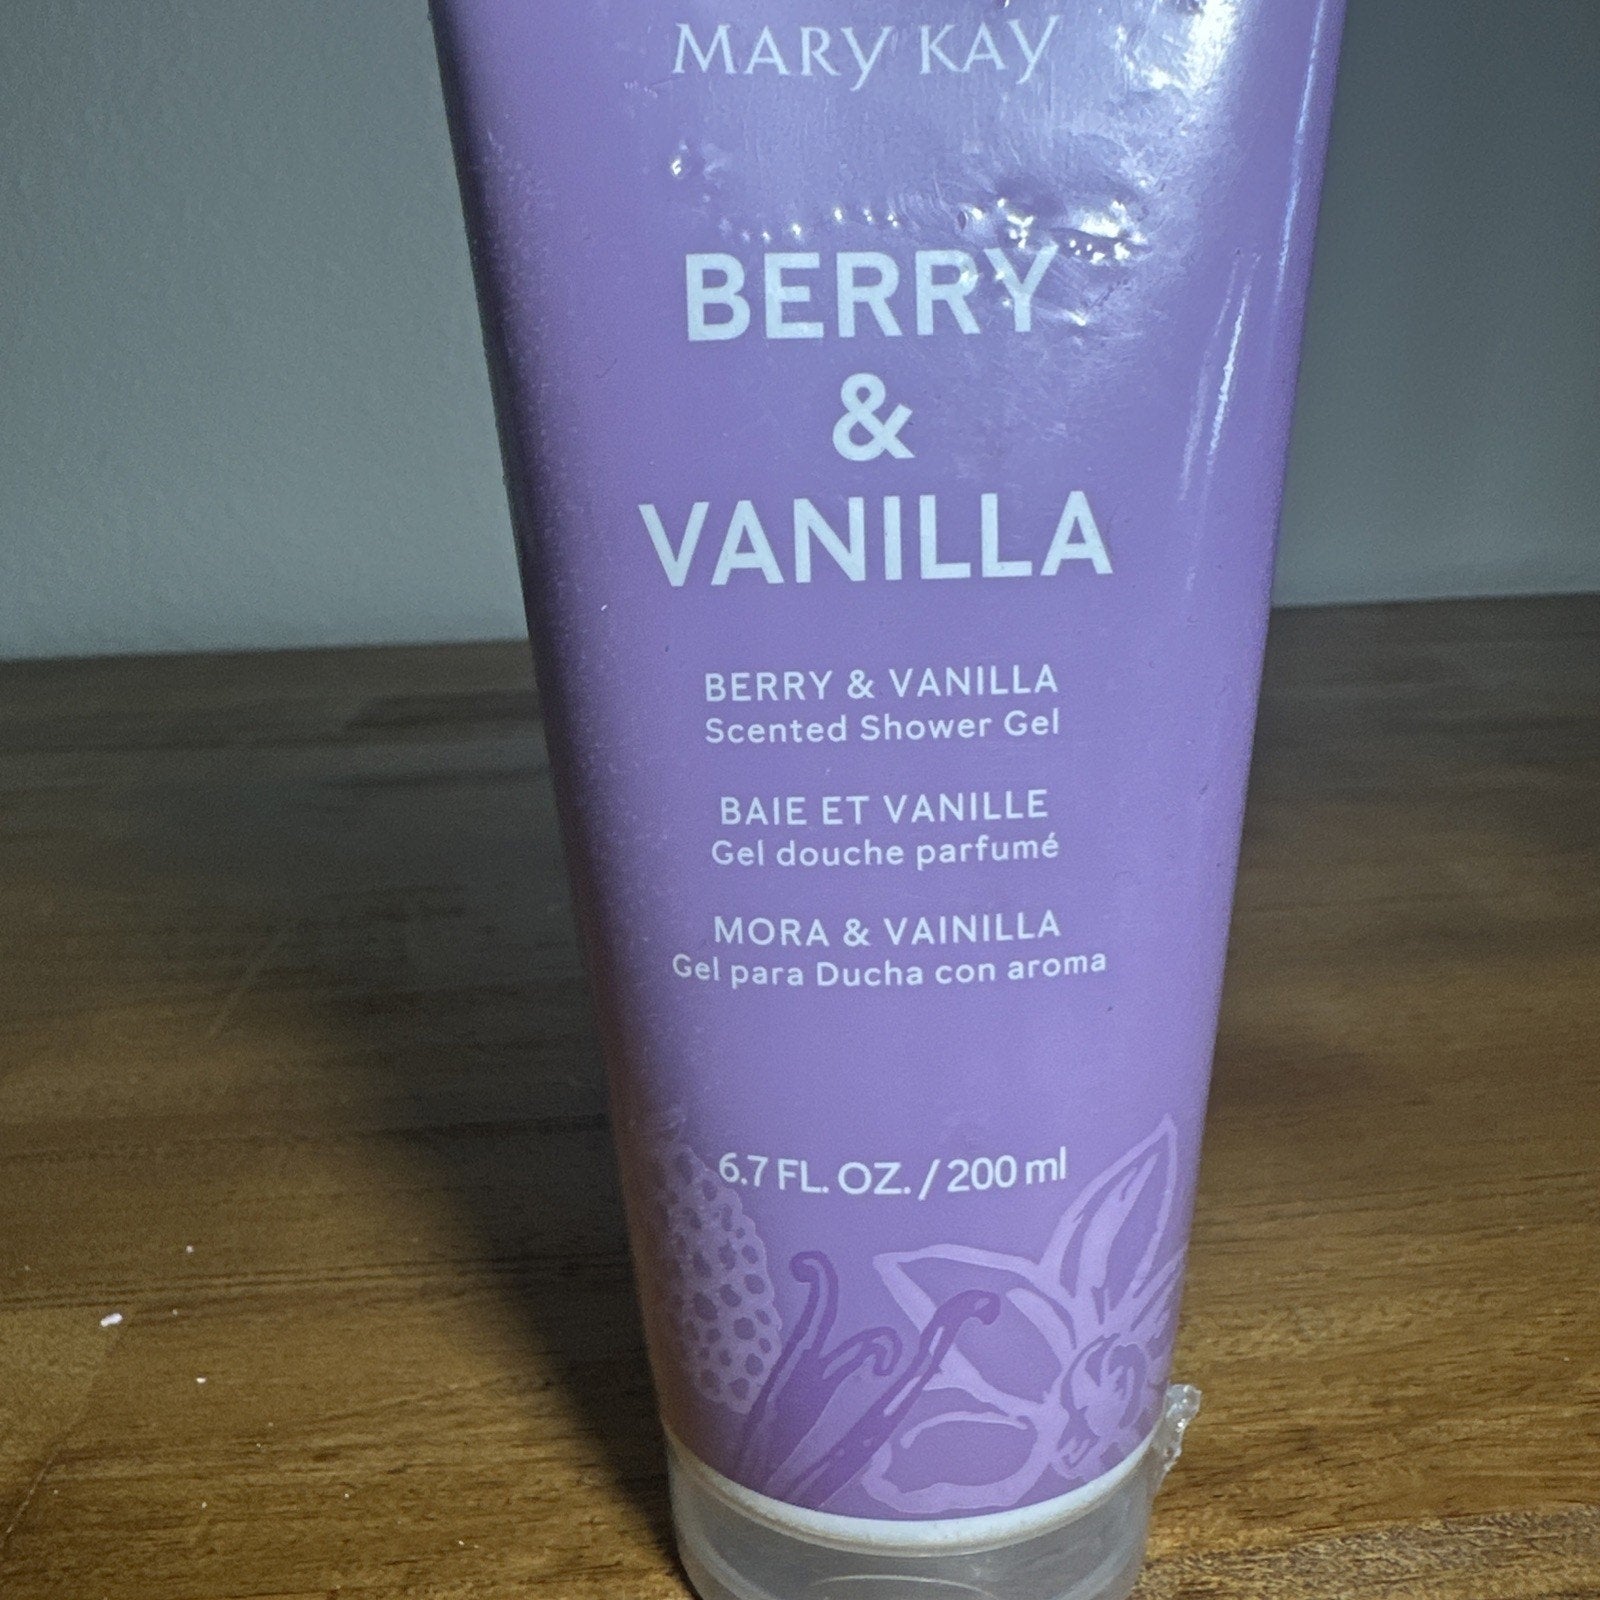 MARY KAY
BERRY
&
VANILLA
BERRY & VANILLA
Scented Shower Gel
BAIE ET VANILLE
Gel douche parfumé
MORA & VAINILLA
Gel para Ducha con aroma
6.7 FL. OZ. / 200 ml